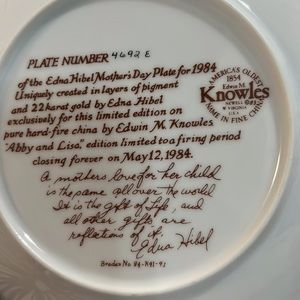 PLATE NUMBER 4692 E
of the Edna Hibel Mother's Day Plate for 1984
Uniquely created in layers of pigment
and 22 karat gold by Edna Hibel
exclusively for this limited edition on
pure hard-fire china by Edwin M. Knowles
"Abby and Lisa," edition limited to a firing period
closing forever on May 12, 1984.
A mother's love for her child
is the same all over the world
It is the gift of Life, and
all other gifts are
reflections of it.
Edna Hibel
Bradex No 84-K41-9.1
AMERICA'S OLDEST
1854
Edwin M.
Knowles
NEWELL
W. VIRGINIA
U.S.A.
NAME IN FINE CHINA